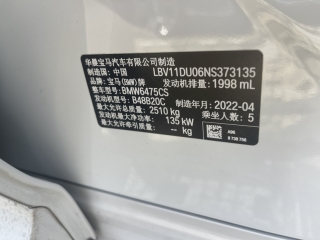 华晨宝马汽车有限公司制造
制造国: 中国 LBV11DU06NS373135
品牌: 宝马(BMW)牌 发动机排量: 1998 mL
整车型号: BMW6475CS
发动机型号: B48B20C 制造年月: 2022-04
最大允许总质量: 2510 kg
发动机最大净功率: 135 kW 乘坐人数: 5
最大允许牵引质量: - kg